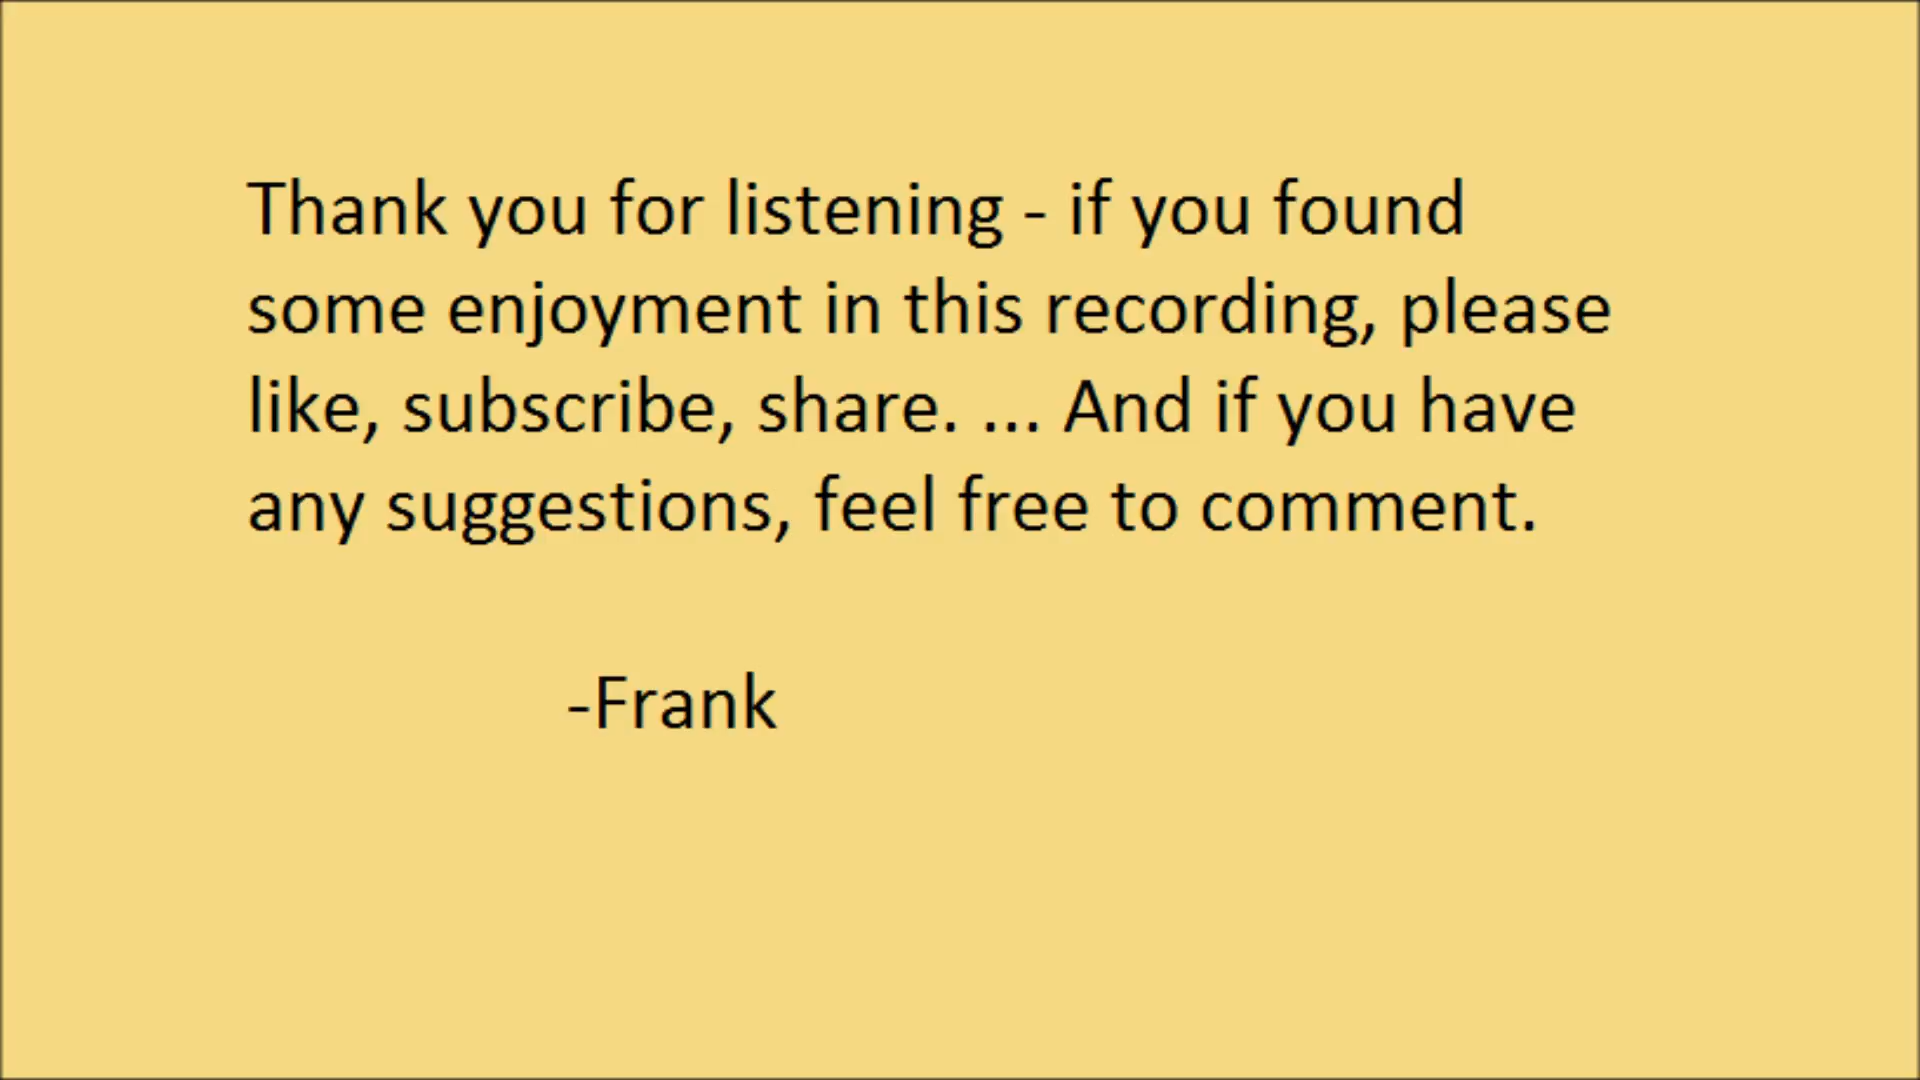 Thank you for listening - if you found
some enjoyment in this recording, please
like, subscribe, share. ... And if you have
any suggestions, feel free to comment.
-Frank